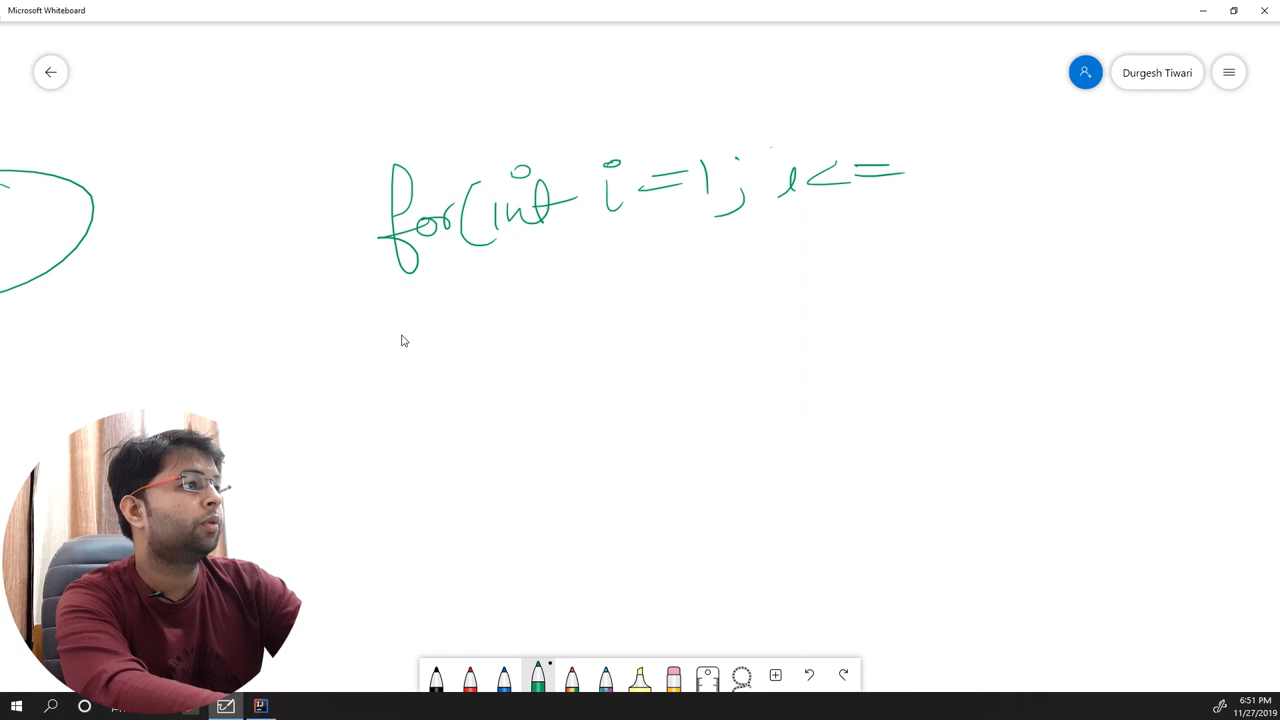 Microsoft Whiteboard
Durgesh Tiwari
for(int i=1; i<=
6:51 PM
11/27/2019